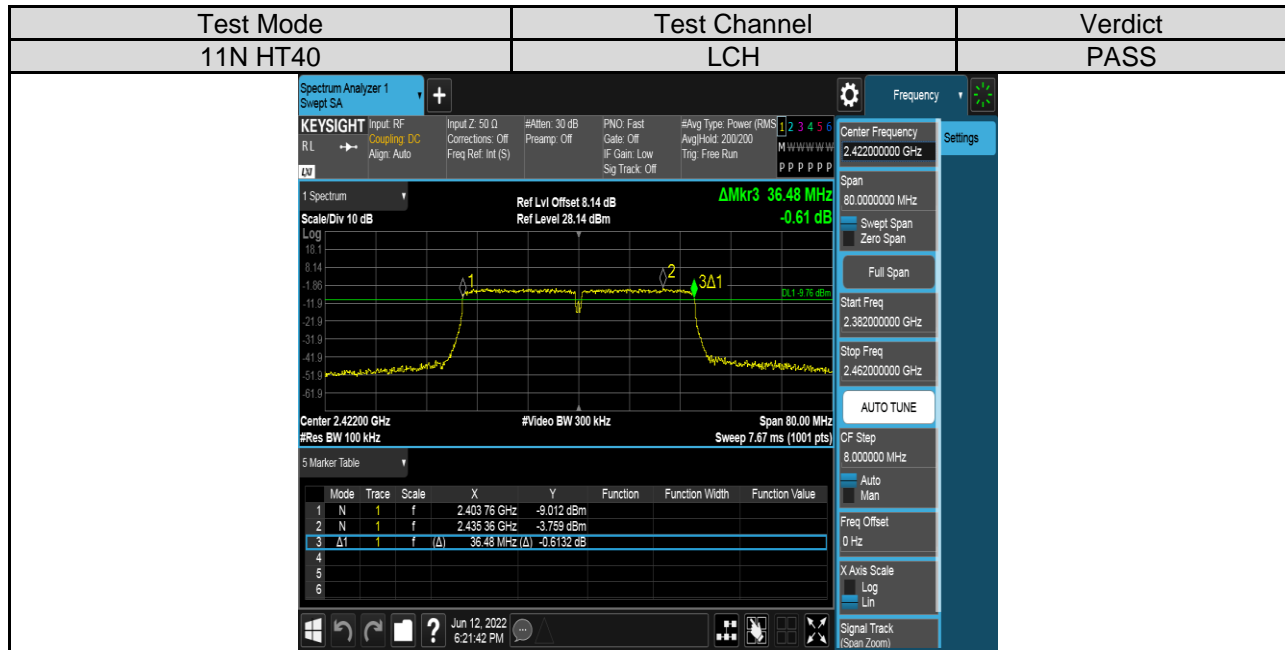 Test Mode Test Channel Verdict
11N HT40 LCH PASS
Spectrum Analyzer 1
Swept SA
+
Frequency
KEYSIGHT
RL
LXI
Input: RF
Coupling: DC
Align: Auto
Input Z: 50 Ω
Corrections: Off
Freq Ref: Int (S)
#Atten: 30 dB
Preamp: Off
PNO: Fast
Gate: Off
IF Gain: Low
Sig Track: Off
#Avg Type: Power (RMS
Avg|Hold: 200/200
Trig: Free Run
1 2 3 4 5 6
M W W W W W
P P P P P P
1 Spectrum
Scale/Div 10 dB
Ref Lvl Offset 8.14 dB
Ref Level 28.14 dBm
ΔMkr3 36.48 MHz
-0.61 dB
Log
18.1
8.14
-1.86
-11.9
-21.9
-31.9
-41.9
-51.9
-61.9
1
2
3Δ1
DL1 -9.76 dBm
Center 2.42200 GHz
#Video BW 300 kHz
Span 80.00 MHz
#Res BW 100 kHz
Sweep 7.67 ms (1001 pts)
5 Marker Table
Mode Trace Scale X Y Function Function Width Function Value
1 N 1 f 2.403 76 GHz -9.012 dBm
2 N 1 f 2.435 36 GHz -3.759 dBm
3 Δ1 1 f (Δ) 36.48 MHz (Δ) -0.6132 dB
4
5
6
?
Jun 12, 2022
6:21:42 PM
Center Frequency
2.422000000 GHz
Settings
Span
80.0000000 MHz
Swept Span
Zero Span
Full Span
Start Freq
2.382000000 GHz
Stop Freq
2.462000000 GHz
AUTO TUNE
CF Step
8.000000 MHz
Auto
Man
Freq Offset
0 Hz
X Axis Scale
Log
Lin
Signal Track
(Span Zoom)